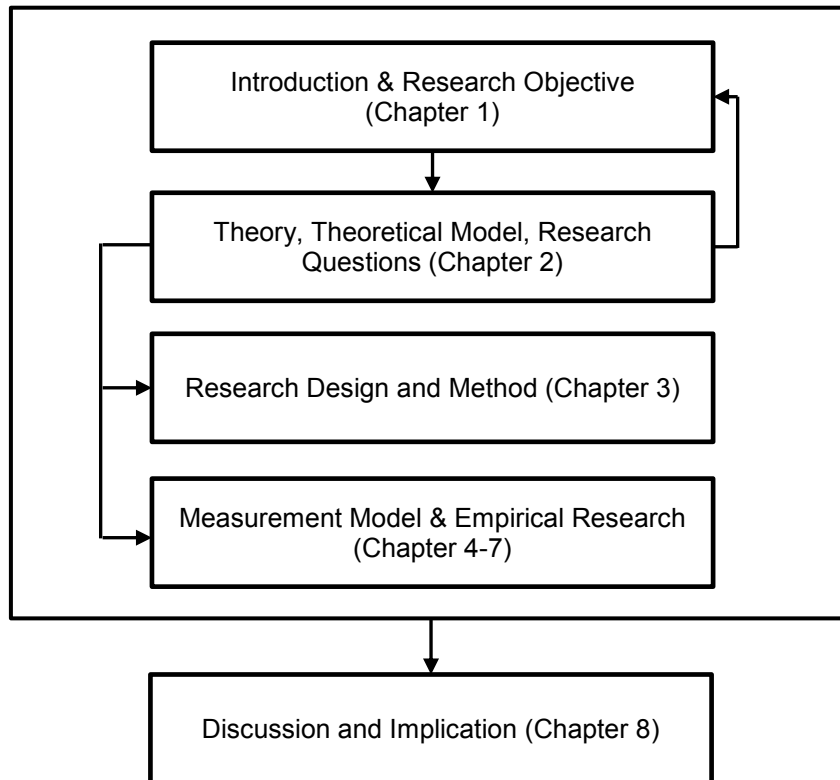 Introduction & Research Objective
(Chapter 1)
Theory, Theoretical Model, Research
Questions (Chapter 2)
Research Design and Method (Chapter 3)
Measurement Model & Empirical Research
(Chapter 4-7)
Discussion and Implication (Chapter 8)